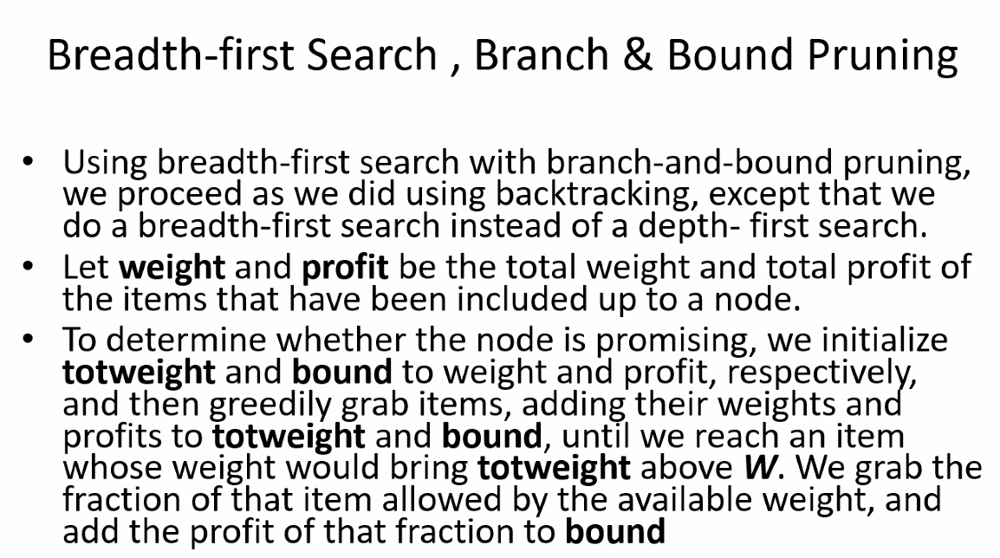 Breadth-first Search , Branch & Bound Pruning
• Using breadth-first search with branch-and-bound pruning,
we proceed as we did using backtracking, except that we
do a breadth-first search instead of a depth- first search.
• Let weight and profit be the total weight and total profit of
the items that have been included up to a node.
• To determine whether the node is promising, we initialize
totweight and bound to weight and profit, respectively,
and then greedily grab items, adding their weights and
profits to totweight and bound, until we reach an item
whose weight would bring totweight above W. We grab the
fraction of that item allowed by the available weight, and
add the profit of that fraction to bound